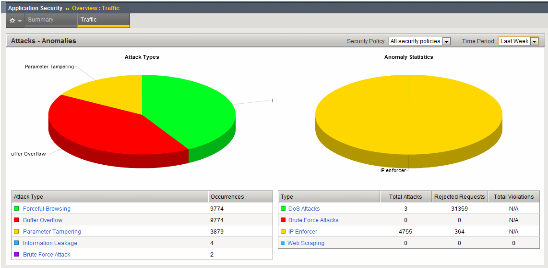 Application Security » Overview : Traffic
Summary Traffic
Attacks - Anomalies Security Policy: All security policies Time Period: Last Week
Attack Types
Anomaly Statistics
Parameter Tampering
uffer Overflow
IP enforcer
Attack Type Occurrences
Forceful Browsing 9774
Buffer Overflow 9774
Parameter Tampering 3879
Information Leakage 4
Brute Force Attack 2
Type Total Attacks Rejected Requests Total Violations
DoS Attacks 3 31359 N/A
Brute Force Attacks 0 0 N/A
IP Enforcer 4755 364 N/A
Web Scraping 0 0 0